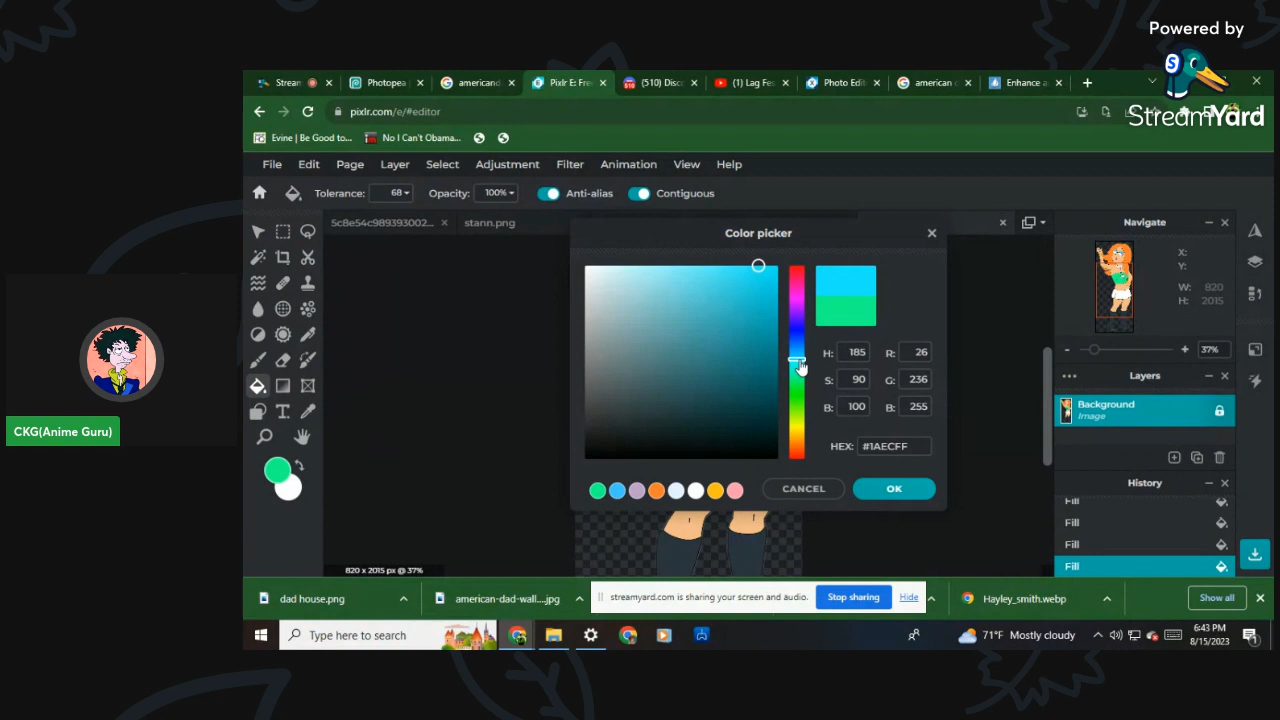 Powered by
StreamYard
Stream
Photopea
americand
Pixlr E: Free
(510) Disco
(1) Lag Fes
Photo Edit
american d
Enhance a
pixlr.com/e/#editor
Evine | Be Good to...
No I Can't Obama...
File Edit Page Layer Select Adjustment Filter Animation View Help
Tolerance: 68 Opacity: 100% Anti-alias Contiguous
5c8e54c989393002...
stann.png
Color picker
Navigate
X:
Y:
W: 820
H: 2015
- + 37%
H: 185 R: 26
S: 90 G: 236
B: 100 B: 255
HEX: #1AECFF
CANCEL OK
Layers
Background
Image
History
Fill
Fill
Fill
Fill
CKG(Anime Guru)
820 x 2015 px @ 37%
dad house.png
american-dad-wall....jpg
streamyard.com is sharing your screen and audio.
Stop sharing
Hide
Hayley_smith.webp
Show all
Type here to search
71°F Mostly cloudy
6:43 PM
8/15/2023
1